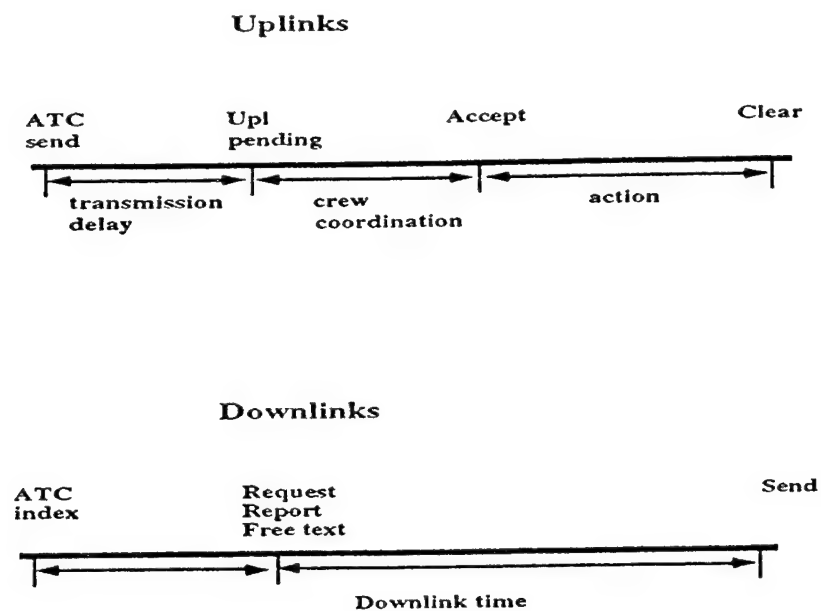 Uplinks
ATC send
Upl pending
Accept
Clear
transmission delay
crew coordination
action
Downlinks
ATC index
Request
Report
Free text
Send
Downlink time